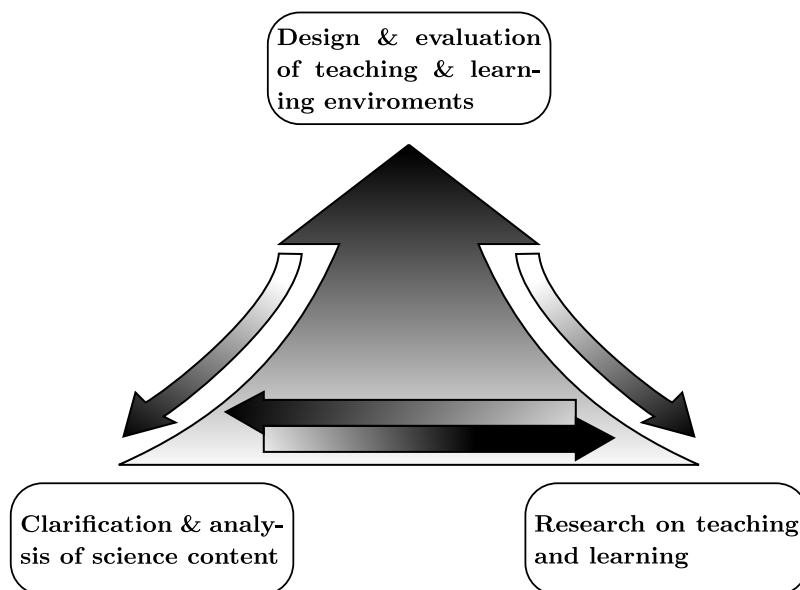 Design & evaluation
of teaching & learn-
ing enviroments
Clarification & analy-
sis of science content
Research on teaching
and learning